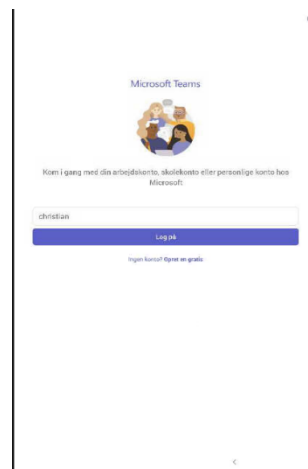 Microsoft Teams
Kom i gang med din arbejdskonto, skolekonto eller personlige konto hos
Microsoft
christian
Log på
Ingen konto? Opret en gratis